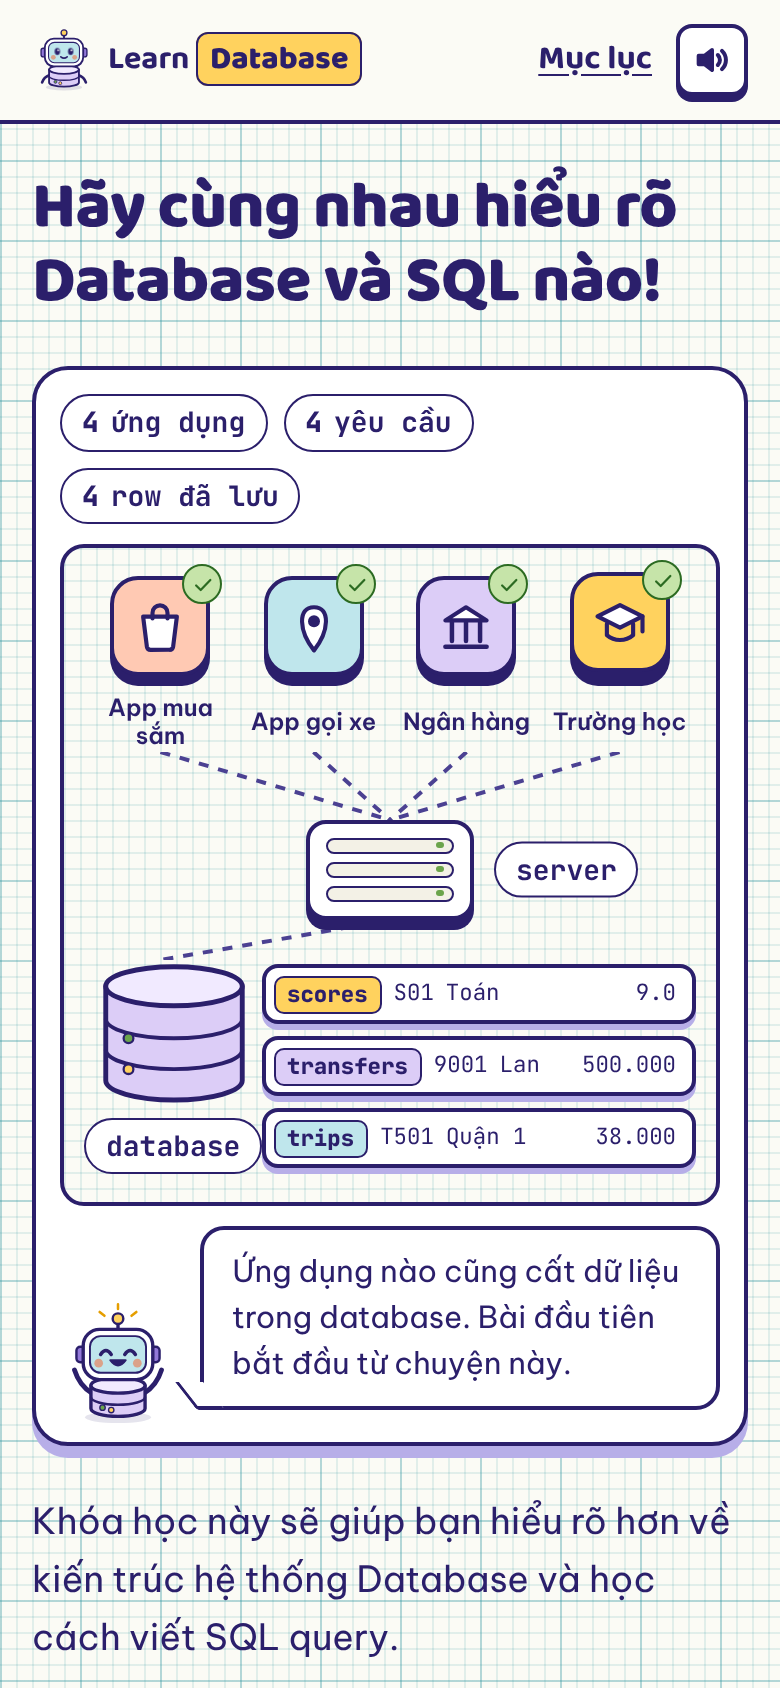 Learn Database
Mục lục
Hãy cùng nhau hiểu rõ
Database và SQL nào!
4 ứng dụng
4 yêu cầu
4 row đã lưu
App mua
sắm
App gọi xe
Ngân hàng
Trường học
server
scores S01 Toán 9.0
transfers 9001 Lan 500.000
database
trips T501 Quận 1 38.000
Ứng dụng nào cũng cất dữ liệu
trong database. Bài đầu tiên
bắt đầu từ chuyện này.
Khóa học này sẽ giúp bạn hiểu rõ hơn về
kiến trúc hệ thống Database và học
cách viết SQL query.